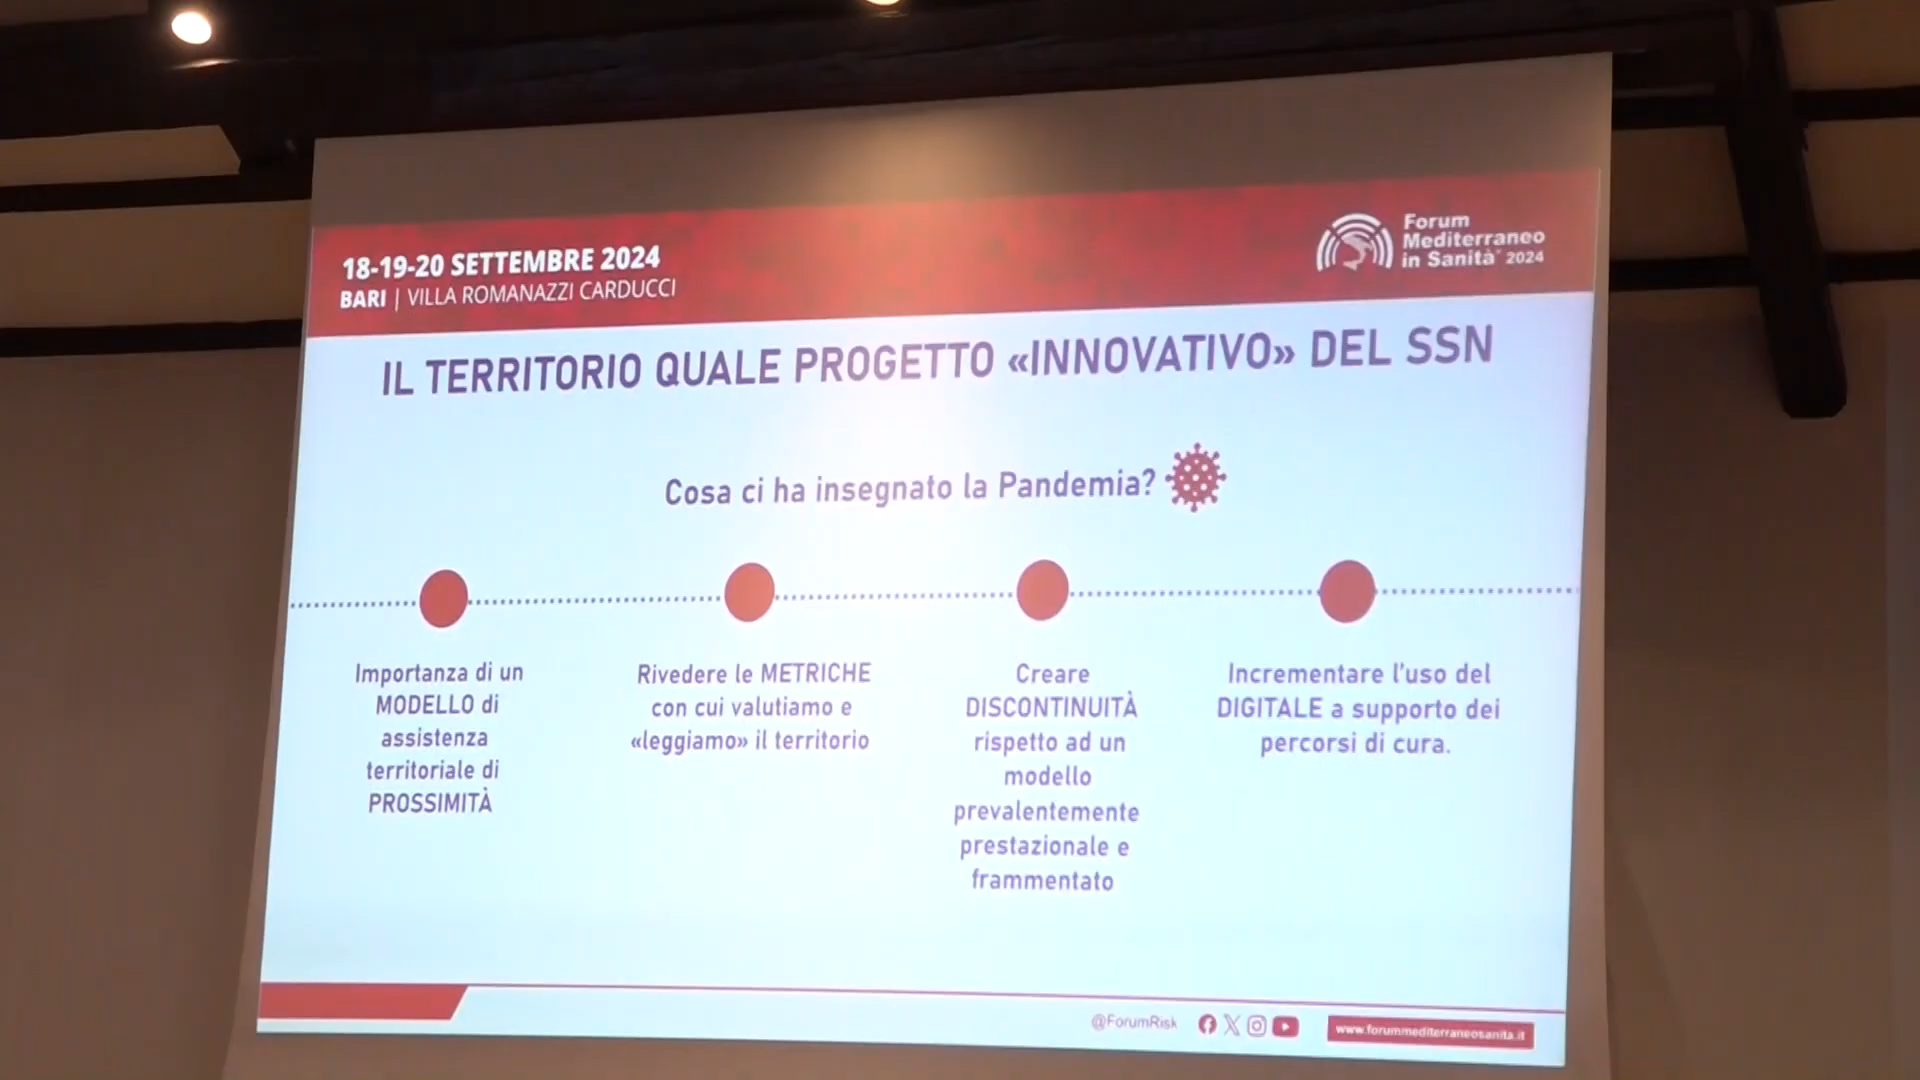 18-19-20 SETTEMBRE 2024
BARI | VILLA ROMANAZZI CARDUCCI
Forum
Mediterraneo
in Sanità® 2024
IL TERRITORIO QUALE PROGETTO «INNOVATIVO» DEL SSN
Cosa ci ha insegnato la Pandemia?
Importanza di un
MODELLO di
assistenza
territoriale di
PROSSIMITÀ
Rivedere le METRICHE
con cui valutiamo e
«leggiamo» il territorio
Creare
DISCONTINUITÀ
rispetto ad un
modello
prevalentemente
prestazionale e
frammentato
Incrementare l'uso del
DIGITALE a supporto dei
percorsi di cura.
@ForumRisk
www.forummediterraneosanita.it